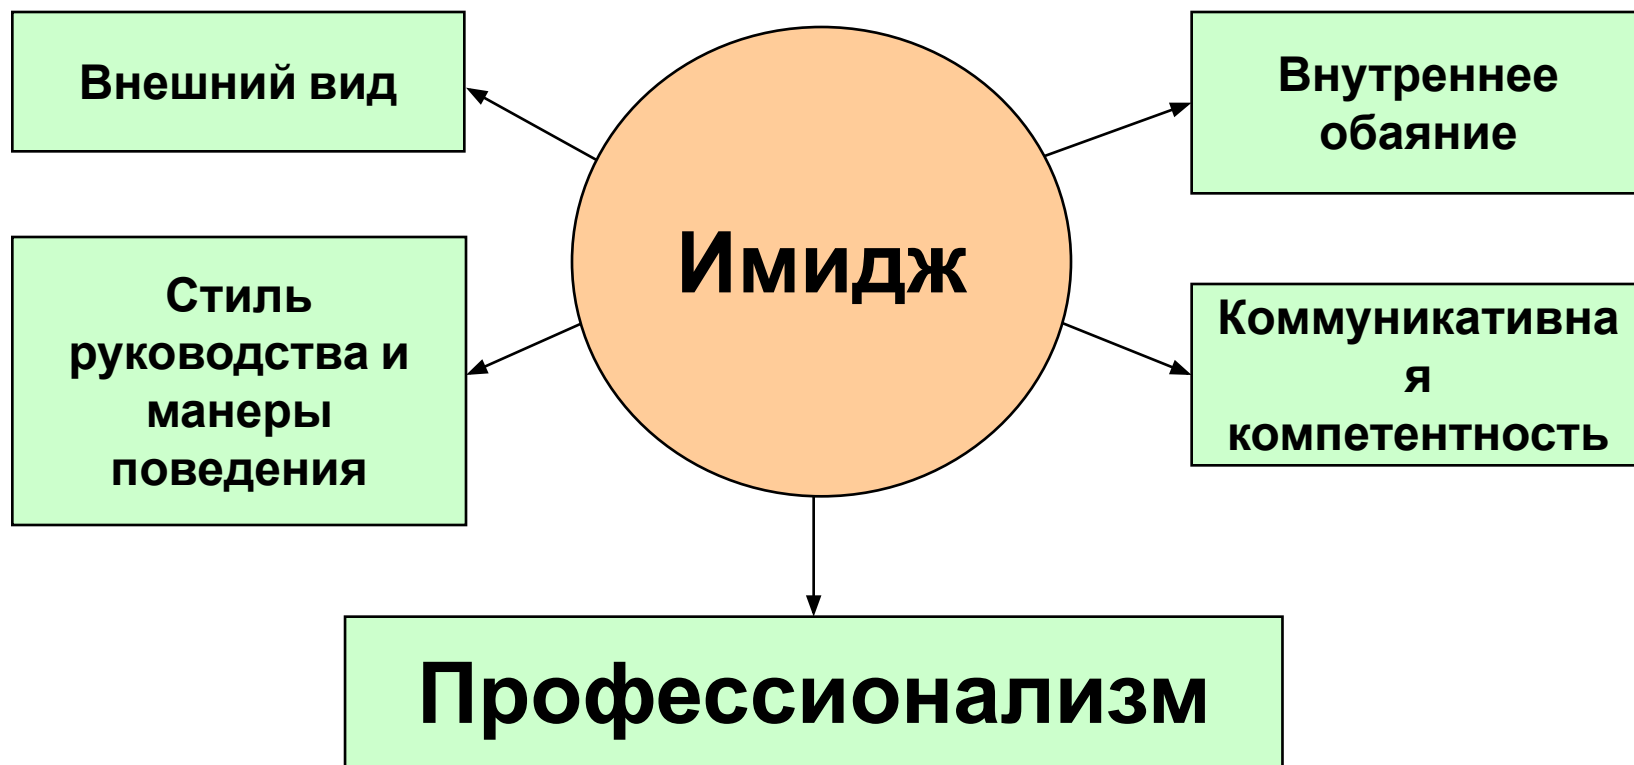 Внешний вид
Внутреннее
обаяние
Имидж
Стиль
руководства и
манеры
поведения
Коммуникативна
я
компетентность
Профессионализм